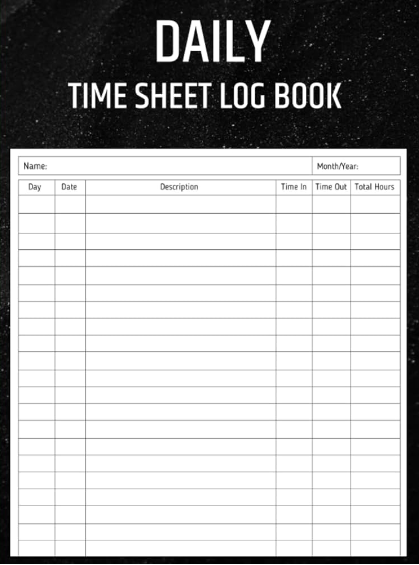 DAILY
TIME SHEET LOG BOOK
Name: Month/Year:
Day Date Description Time In Time Out Total Hours